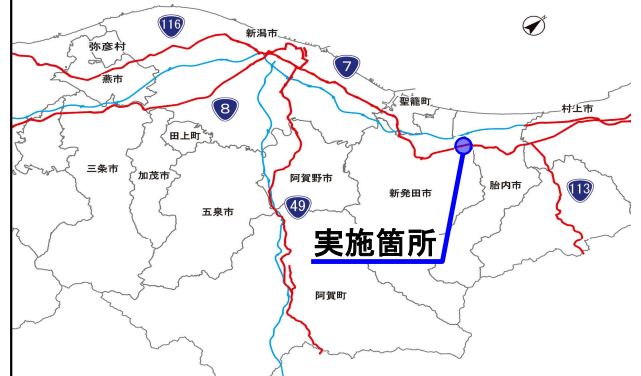 116
弥彦村
新潟市
7
燕市
8
聖籠町
村上市
田上町
三条市
加茂市
阿賀野市
新発田市
胎内市
113
五泉市
49
実施箇所
阿賀町